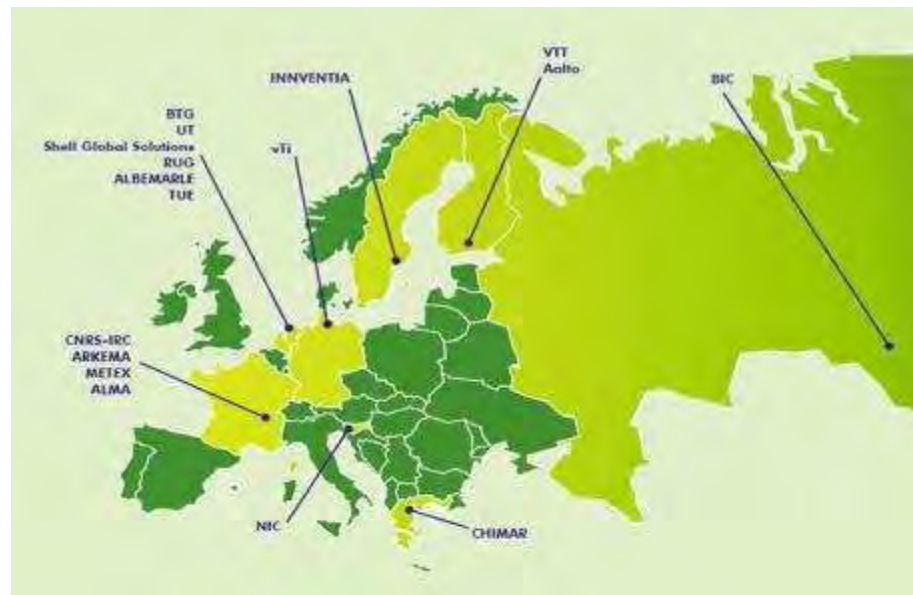 VTT
Aalto
INNVENTIA
BIC
BTG
UT
Shell Global Solutions
RUG
ALBEMARLE
TUE
vTi
CNRS-IRC
ARKEMA
METEX
ALMA
NIC
CHIMAR